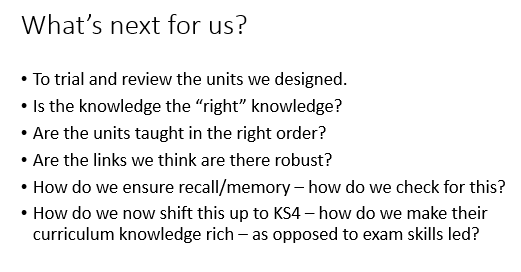 What’s next for us?
• To trial and review the units we designed.
• Is the knowledge the “right” knowledge?
• Are the units taught in the right order?
• Are the links we think are there robust?
• How do we ensure recall/memory – how do we check for this?
• How do we now shift this up to KS4 – how do we make their
curriculum knowledge rich – as opposed to exam skills led?